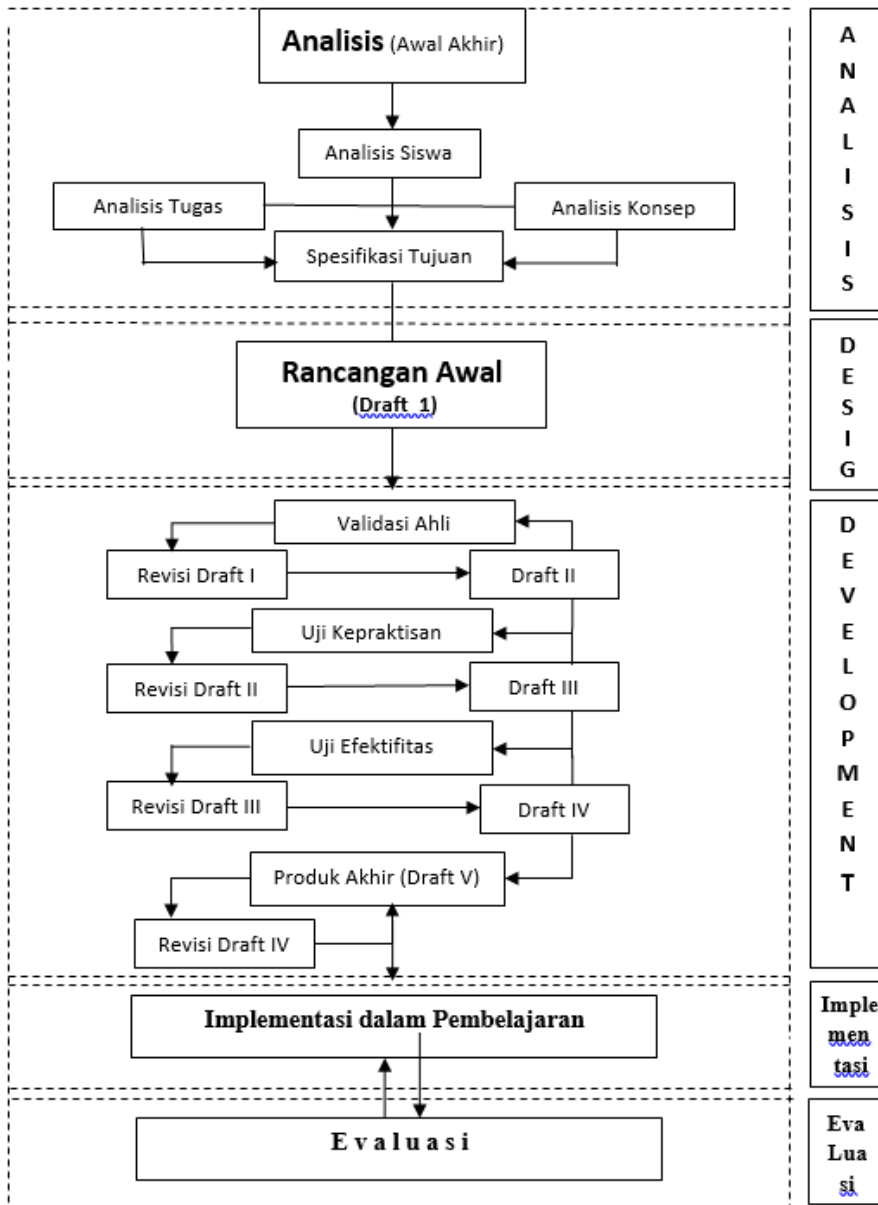 Analisis (Awal Akhir)
Analisis Siswa
Analisis Tugas
Analisis Konsep
Spesifikasi Tujuan
A
N
A
L
I
S
I
S
Rancangan Awal
(Draft 1)
D
E
S
I
G
Validasi Ahli
Revisi Draft I
Draft II
Uji Kepraktisan
Revisi Draft II
Draft III
Uji Efektifitas
Revisi Draft III
Draft IV
Produk Akhir (Draft V)
Revisi Draft IV
D
E
V
E
L
O
P
M
E
N
T
Implementasi dalam Pembelajaran
Imple
men
tasi
E v a l u a s i
Eva
Lua
si